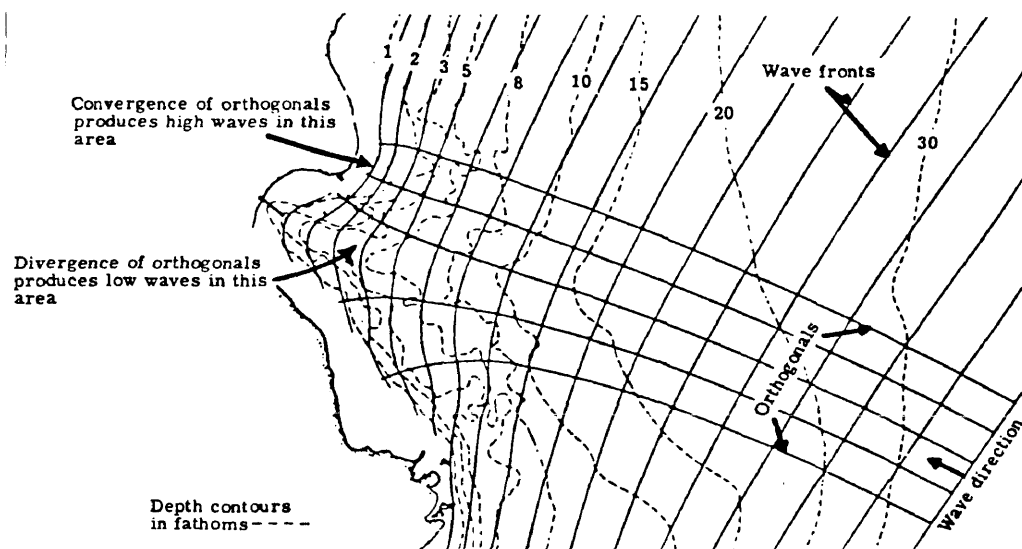 1 2 3 5 8 10 15 20 30
Wave fronts
Convergence of orthogonals
produces high waves in this
area
Divergence of orthogonals
produces low waves in this
area
Orthogonals
Wave direction
Depth contours
in fathoms----